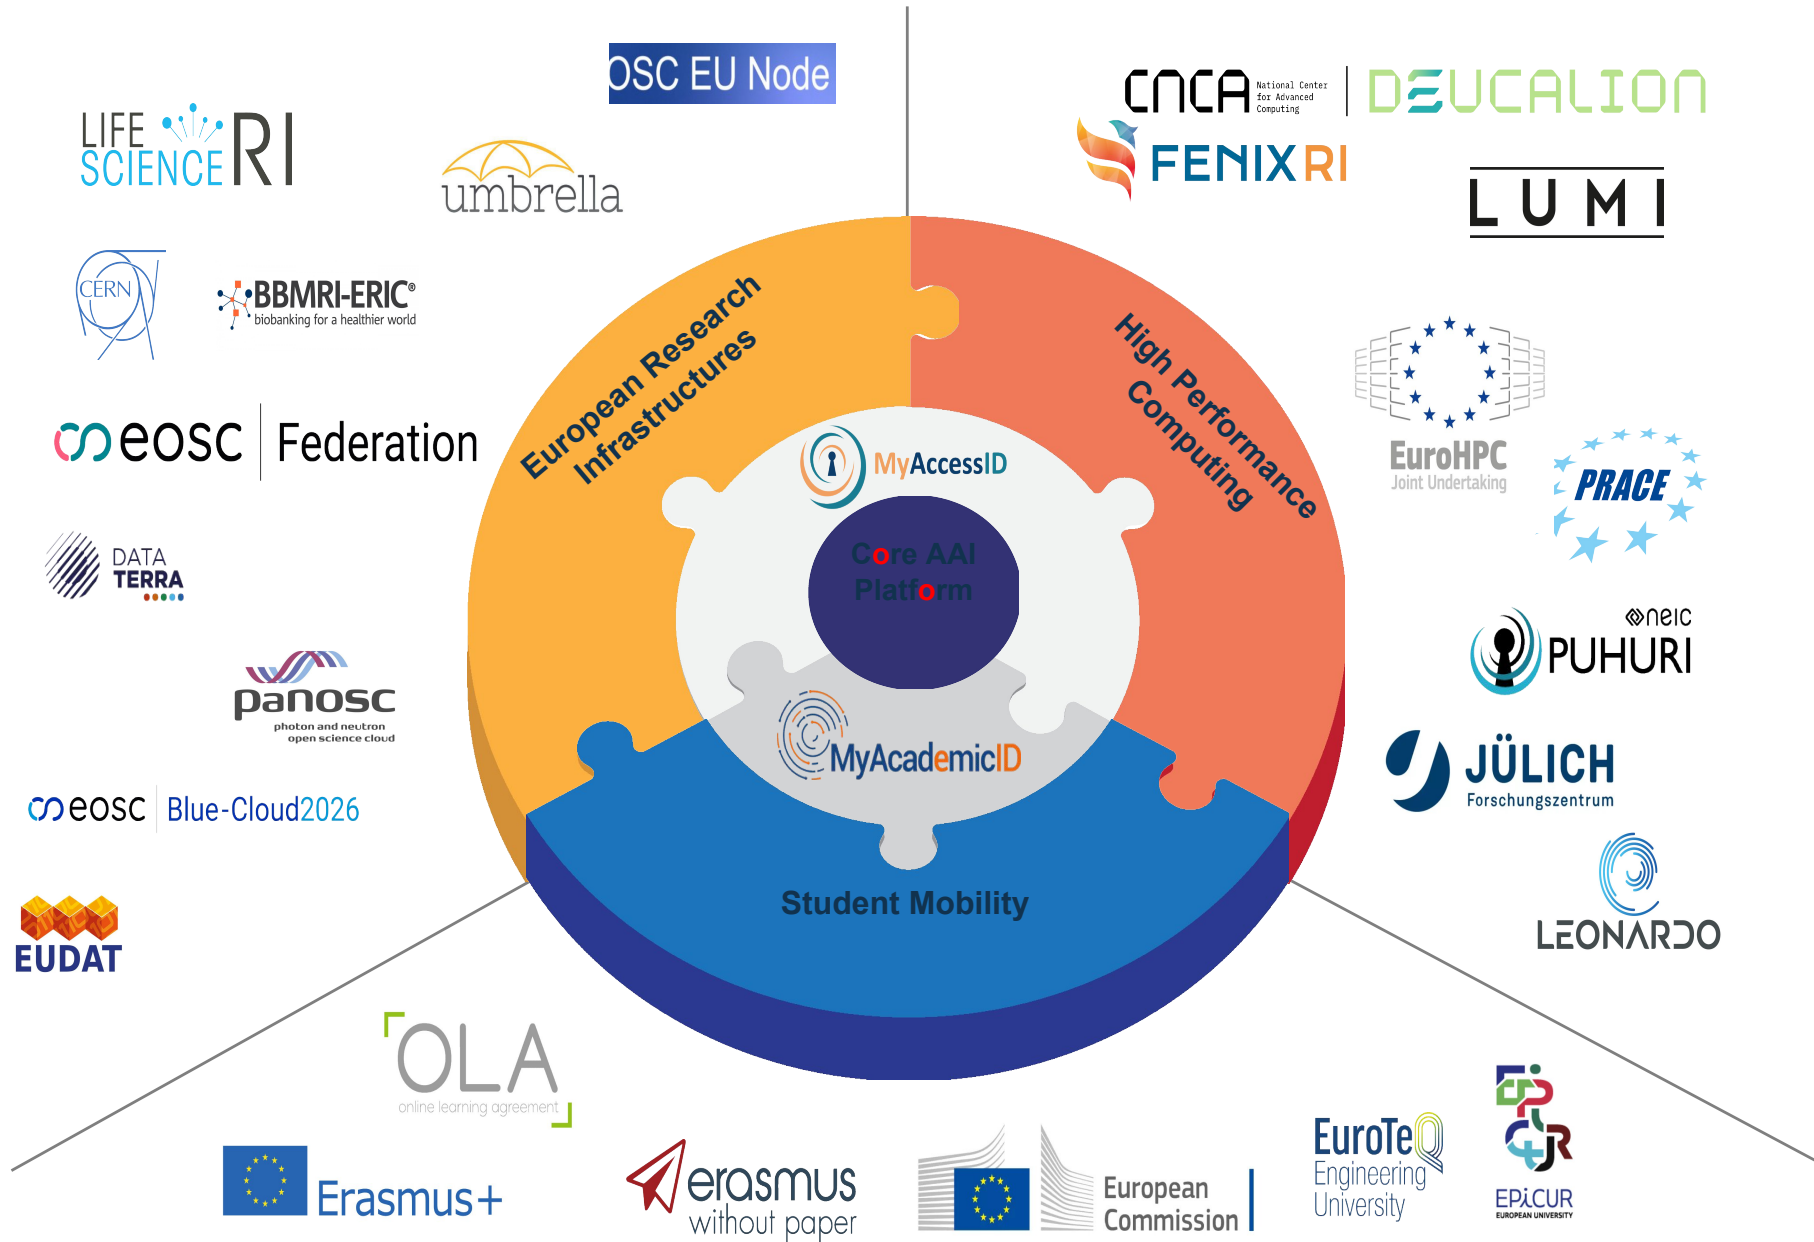 OSC EU Node
LIFE
SCIENCE RI
umbrella
CERN
BBMRI-ERIC®
biobanking for a healthier world
eosc Federation
DATA
TERRA
panosc
photon and neutron
open science cloud
eosc Blue-Cloud2026
EUDAT
CNCA National Center
for Advanced
Computing
DEUCALION
FENIX RI
LUMI
EuroHPC
Joint Undertaking
PRACE
neic
PUHURI
JÜLICH
Forschungszentrum
LEONARDO
European Research
Infrastructures
High Performance
Computing
MyAccessID
Core AAI
Platform
MyAcademicID
Student Mobility
OLA
online learning agreement
Erasmus+
erasmus
without paper
European
Commission
EuroTeQ
Engineering
University
EPICUR
EPICUR
EUROPEAN UNIVERSITY